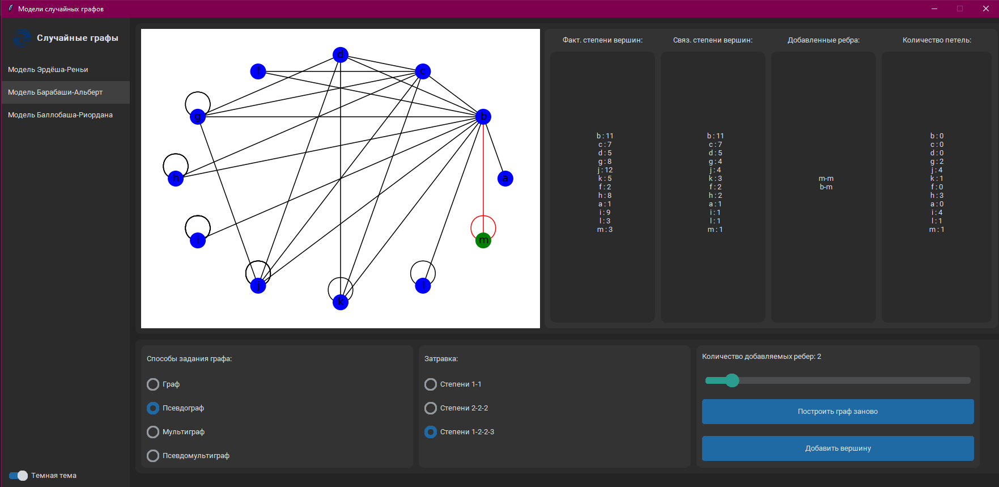 Модели случайных графов
Случайные графы
Модель Эрдёша-Реньи
Модель Барабаши-Альберт
Модель Баллобаша-Риордана
Темная тема
d
f
c
g
b
h
a
i
m
j
l
k
Факт. степени вершин:
b : 11
c : 7
d : 5
g : 8
j : 12
k : 5
f : 2
h : 8
a : 1
i : 9
l : 3
m : 3
Связ. степени вершин:
b : 11
c : 7
d : 5
g : 4
j : 4
k : 3
f : 2
h : 2
a : 1
i : 1
l : 1
m : 1
Добавленные ребра:
m-m
b-m
Количество петель:
b : 0
c : 0
d : 0
g : 2
j : 4
k : 1
f : 0
h : 3
a : 0
i : 4
l : 1
m : 1
Способы задания графа:
Граф
Псевдограф
Мультиграф
Псевдомультиграф
Затравка:
Степени 1-1
Степени 2-2-2
Степени 1-2-2-3
Количество добавляемых ребер: 2
Построить граф заново
Добавить вершину